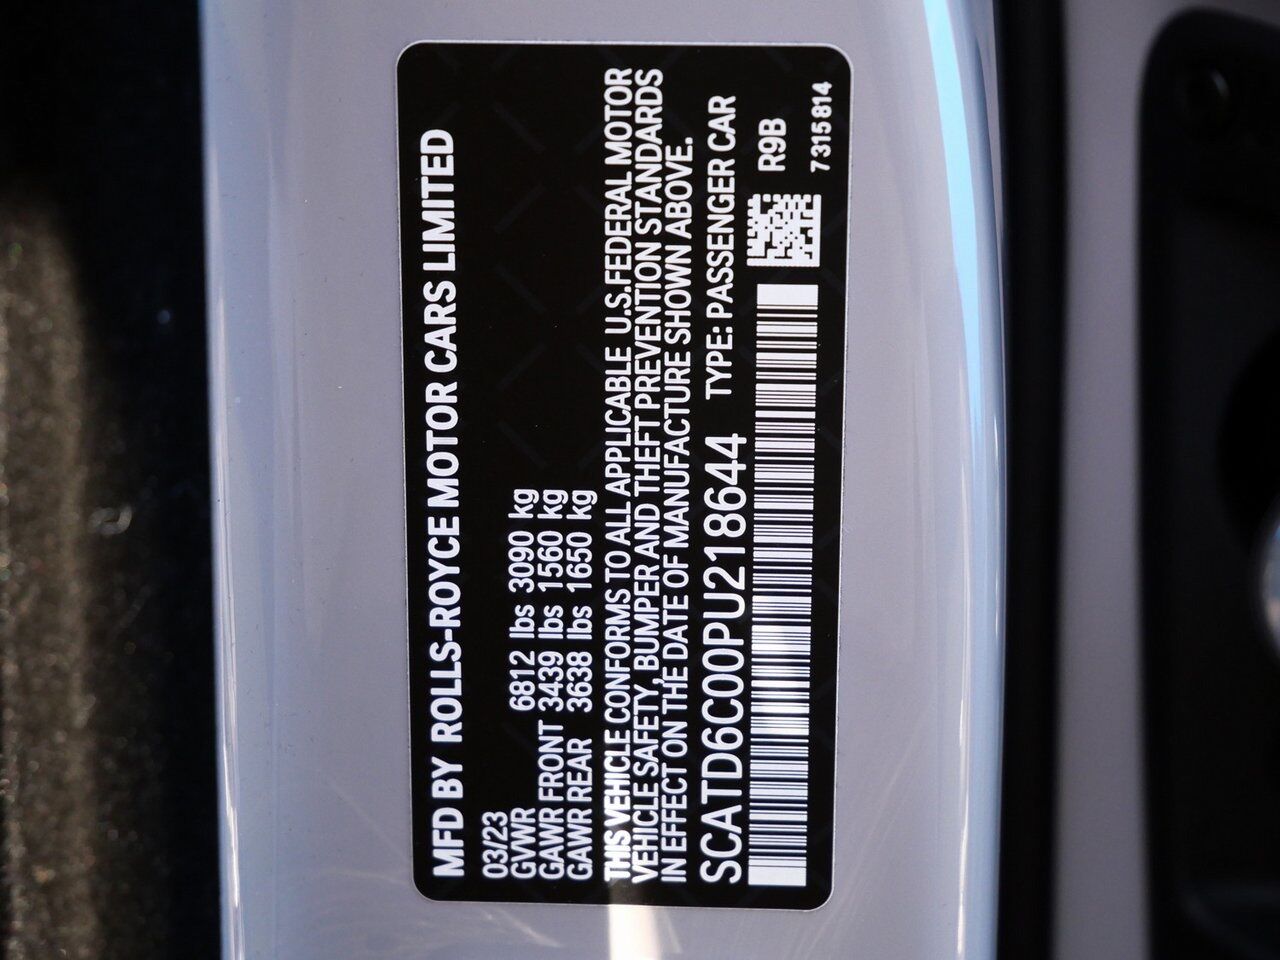 MFD BY ROLLS-ROYCE MOTOR CARS LIMITED
03/23
GVWR 6812 lbs 3090 kg
GAWR FRONT 3439 lbs 1560 kg
GAWR REAR 3638 lbs 1650 kg
THIS VEHICLE CONFORMS TO ALL APPLICABLE U.S.FEDERAL MOTOR
VEHICLE SAFETY, BUMPER AND THEFT PREVENTION STANDARDS
IN EFFECT ON THE DATE OF MANUFACTURE SHOWN ABOVE.
SCATD6C00PU218644 TYPE: PASSENGER CAR
R9B
7315814